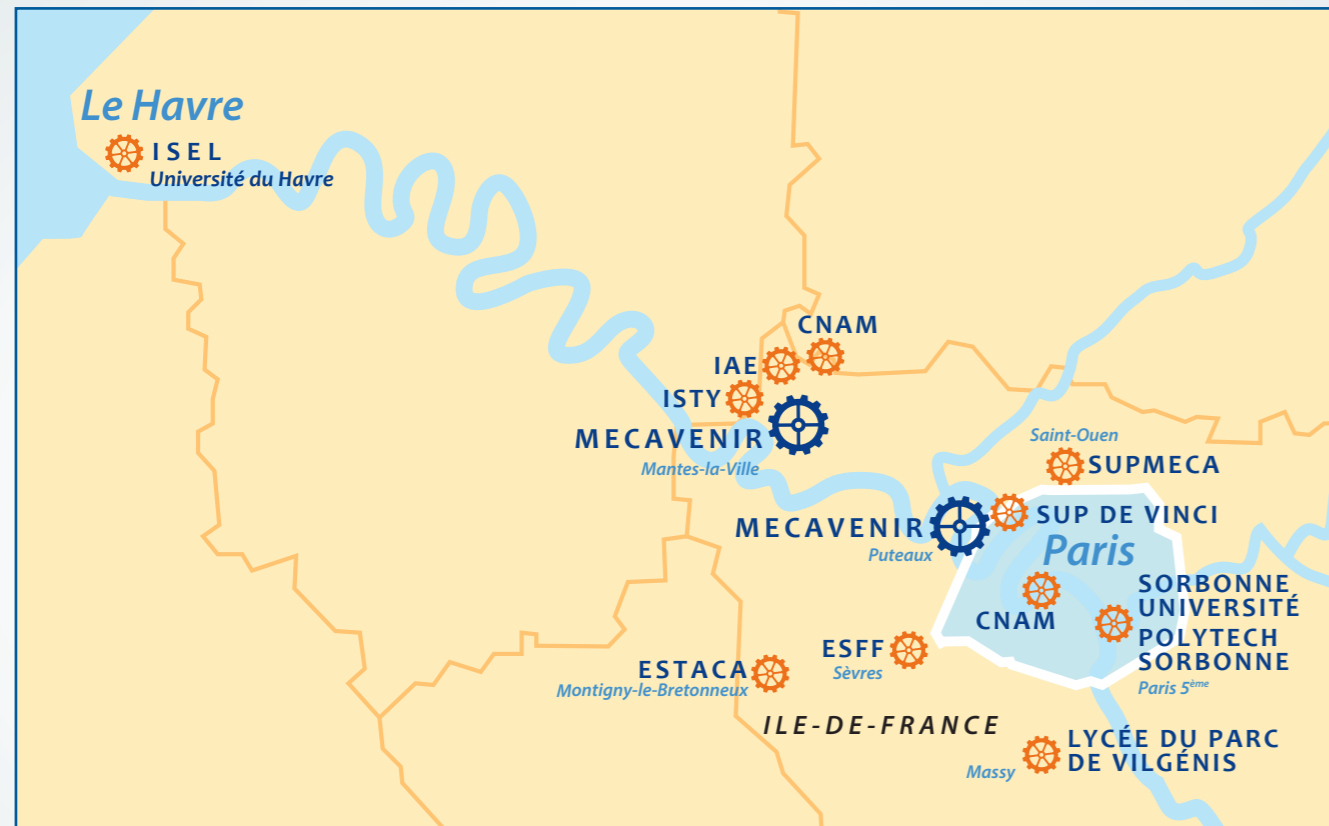 Le Havre
ISEL
Université du Havre
CNAM
IAE
ISTY
MECAVENIR
Mantes-la-Ville
Saint-Ouen
SUPMECA
MECAVENIR
Puteaux
SUP DE VINCI
Paris
CNAM
SORBONNE
UNIVERSITÉ
POLYTECH
SORBONNE
Paris 5ème
ESFF
Sèvres
ESTACA
Montigny-le-Bretonneux
ILE-DE-FRANCE
LYCÉE DU PARC
DE VILGÉNIS
Massy